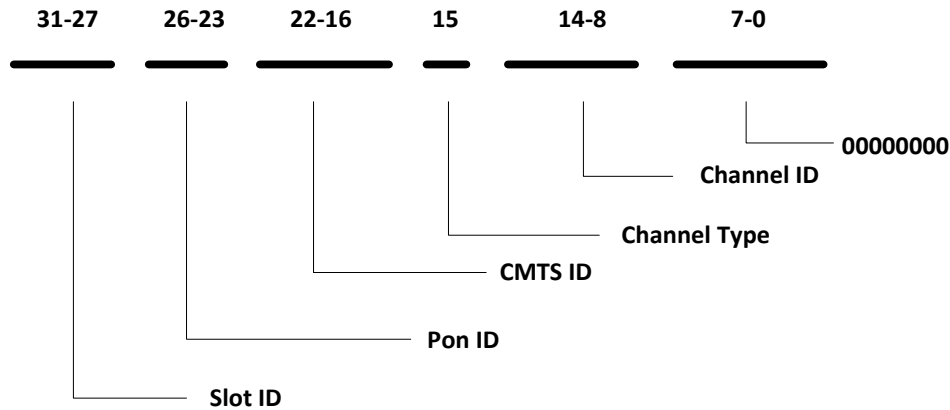 31-27 26-23 22-16 15 14-8 7-0
00000000
Channel ID
Channel Type
CMTS ID
Pon ID
Slot ID